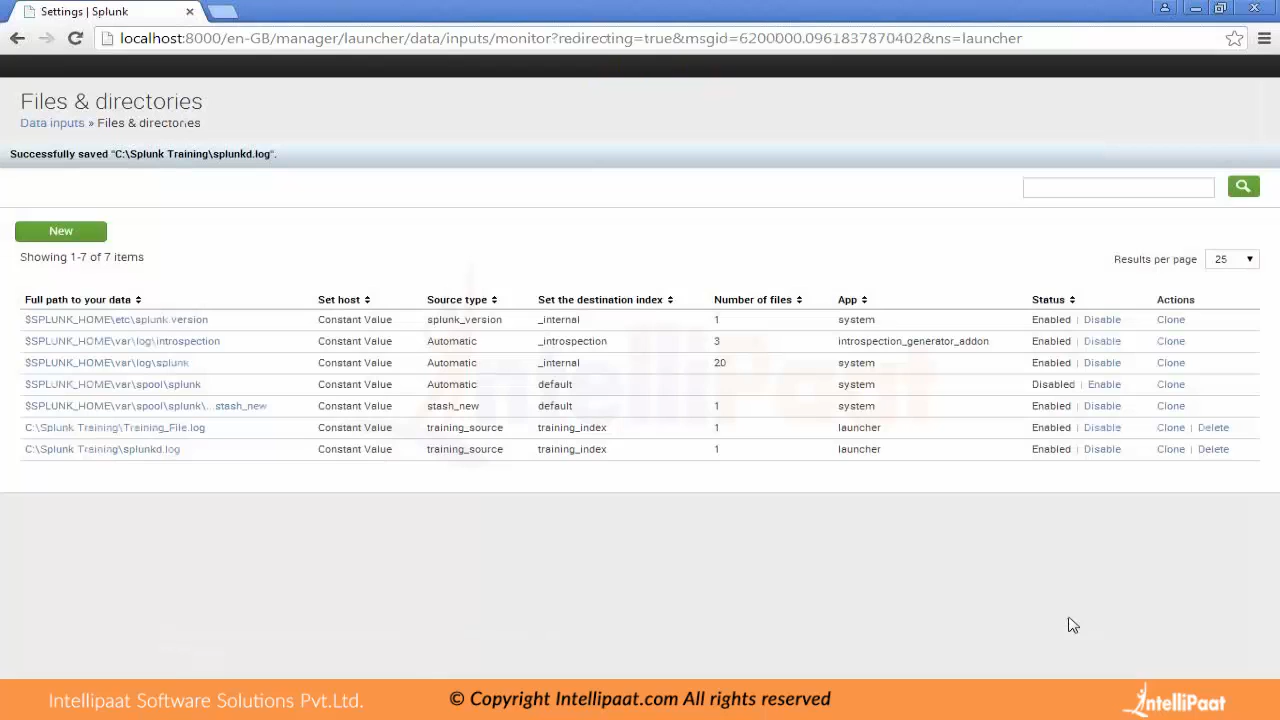 Settings | Splunk
localhost:8000/en-GB/manager/launcher/data/inputs/monitor?redirecting=true&msgid=6200000.0961837870402&ns=launcher
Files & directories
Data inputs » Files & directories
Successfully saved "C:\Splunk Training\splunkd.log".
New
Showing 1-7 of 7 items
Results per page 25
Full path to your data Set host Source type Set the destination index Number of files App Status Actions
$SPLUNK_HOME\etc\splunk.version Constant Value splunk_version _internal 1 system Enabled | Disable Clone
$SPLUNK_HOME\var\log\introspection Constant Value Automatic _introspection 3 introspection_generator_addon Enabled | Disable Clone
$SPLUNK_HOME\var\log\splunk Constant Value Automatic _internal 20 system Enabled | Disable Clone
$SPLUNK_HOME\var\spool\splunk Constant Value Automatic default system Disabled | Enable Clone
$SPLUNK_HOME\var\spool\splunk\...stash_new Constant Value stash_new default 1 system Enabled | Disable Clone
C:\Splunk Training\Training_File.log Constant Value training_source training_index 1 launcher Enabled | Disable Clone | Delete
C:\Splunk Training\splunkd.log Constant Value training_source training_index 1 launcher Enabled | Disable Clone | Delete
IntelliPaat
Intellipaat Software Solutions Pvt.Ltd.
© Copyright Intellipaat.com All rights reserved
IntelliPaat